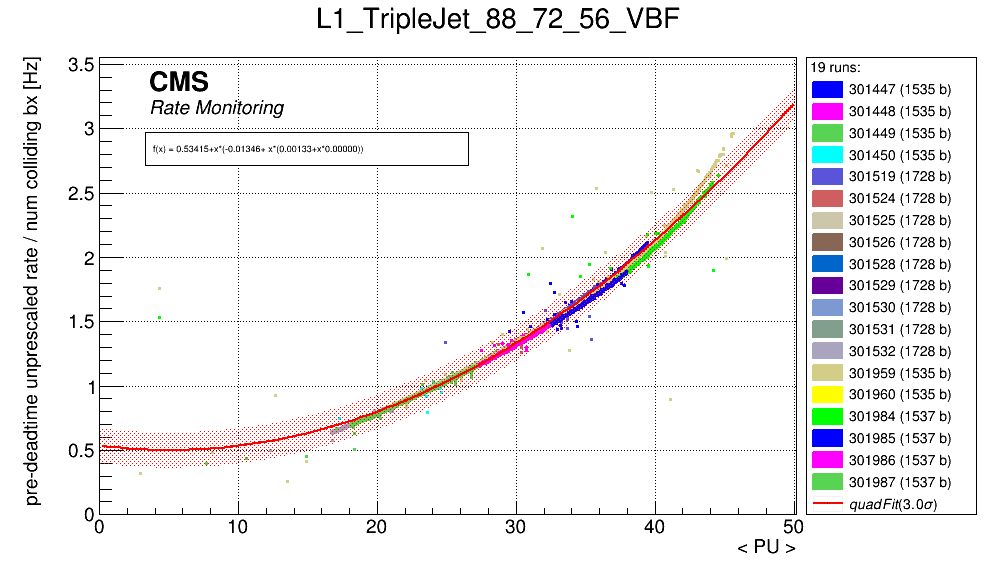 L1_TripleJet_88_72_56_VBF
pre-deadtime unprescaled rate / num colliding bx [Hz]
3.5
3
2.5
2
1.5
1
0.5
0
CMS
Rate Monitoring
f(x) = 0.53415+x*(-0.01346+ x*(0.00133+x*0.00000))
0 10 20 30 40 50
< PU >
19 runs:
301447 (1535 b)
301448 (1535 b)
301449 (1535 b)
301450 (1535 b)
301519 (1728 b)
301524 (1728 b)
301525 (1728 b)
301526 (1728 b)
301528 (1728 b)
301529 (1728 b)
301530 (1728 b)
301531 (1728 b)
301532 (1728 b)
301959 (1535 b)
301960 (1535 b)
301984 (1537 b)
301985 (1537 b)
301986 (1537 b)
301987 (1537 b)
quadFit(3.0σ)